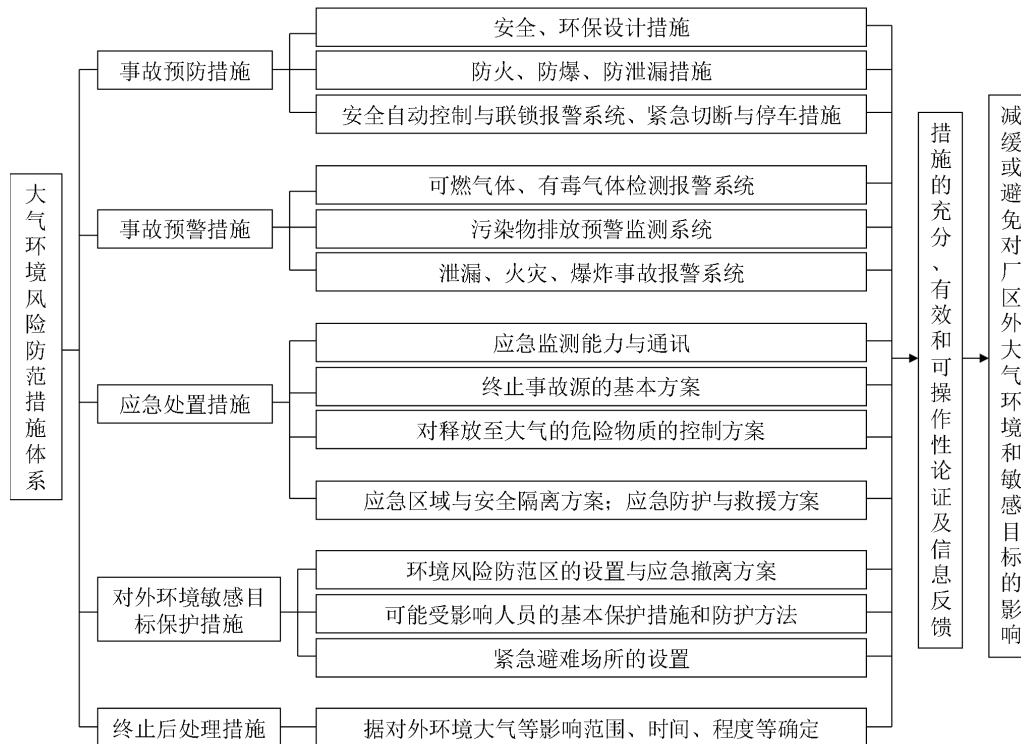 大气环境风险防范措施体系
事故预防措施
安全、环保设计措施
防火、防爆、防泄漏措施
安全自动控制与联锁报警系统、紧急切断与停车措施
事故预警措施
可燃气体、有毒气体检测报警系统
污染物排放预警监测系统
泄漏、火灾、爆炸事故报警系统
应急处置措施
应急监测能力与通讯
终止事故源的基本方案
对释放至大气的危险物质的控制方案
应急区域与安全隔离方案；应急防护与救援方案
对外环境敏感目
标保护措施
环境风险防范区的设置与应急撤离方案
可能受影响人员的基本保护措施和防护方法
紧急避难场所的设置
终止后处理措施
据对外环境大气等影响范围、时间、程度等确定
措施的充分、有效和可操作性论证及信息反馈
减缓或避免对厂区外大气环境和敏感目标的影响